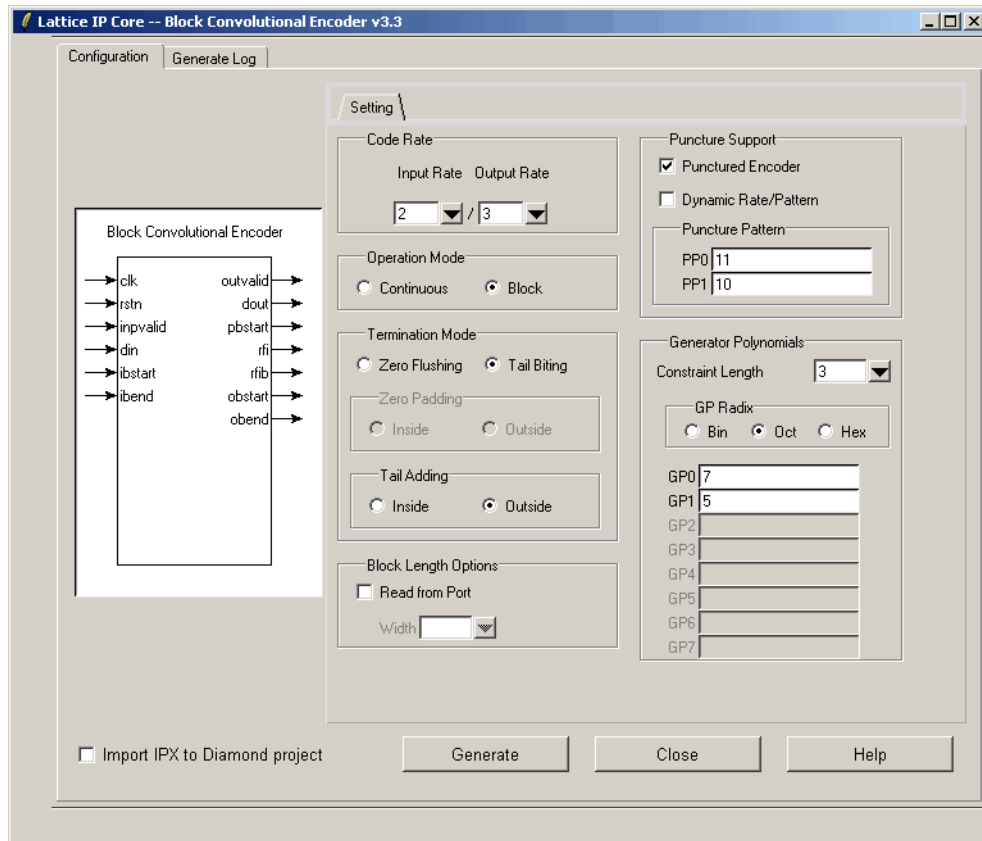 Lattice IP Core -- Block Convolutional Encoder v3.3
Configuration
Generate Log
Block Convolutional Encoder
clk
rstn
inpvalid
din
ibstart
ibend
outvalid
dout
pbstart
rfi
rfib
obstart
obend
Setting
Code Rate
Input Rate Output Rate
2 / 3
Operation Mode
Continuous Block
Termination Mode
Zero Flushing Tail Biting
Zero Padding
Inside Outside
Tail Adding
Inside Outside
Block Length Options
Read from Port
Width
Puncture Support
Punctured Encoder
Dynamic Rate/Pattern
Puncture Pattern
PP0 11
PP1 10
Generator Polynomials
Constraint Length 3
GP Radix
Bin Oct Hex
GP0 7
GP1 5
GP2
GP3
GP4
GP5
GP6
GP7
Import IPX to Diamond project
Generate
Close
Help